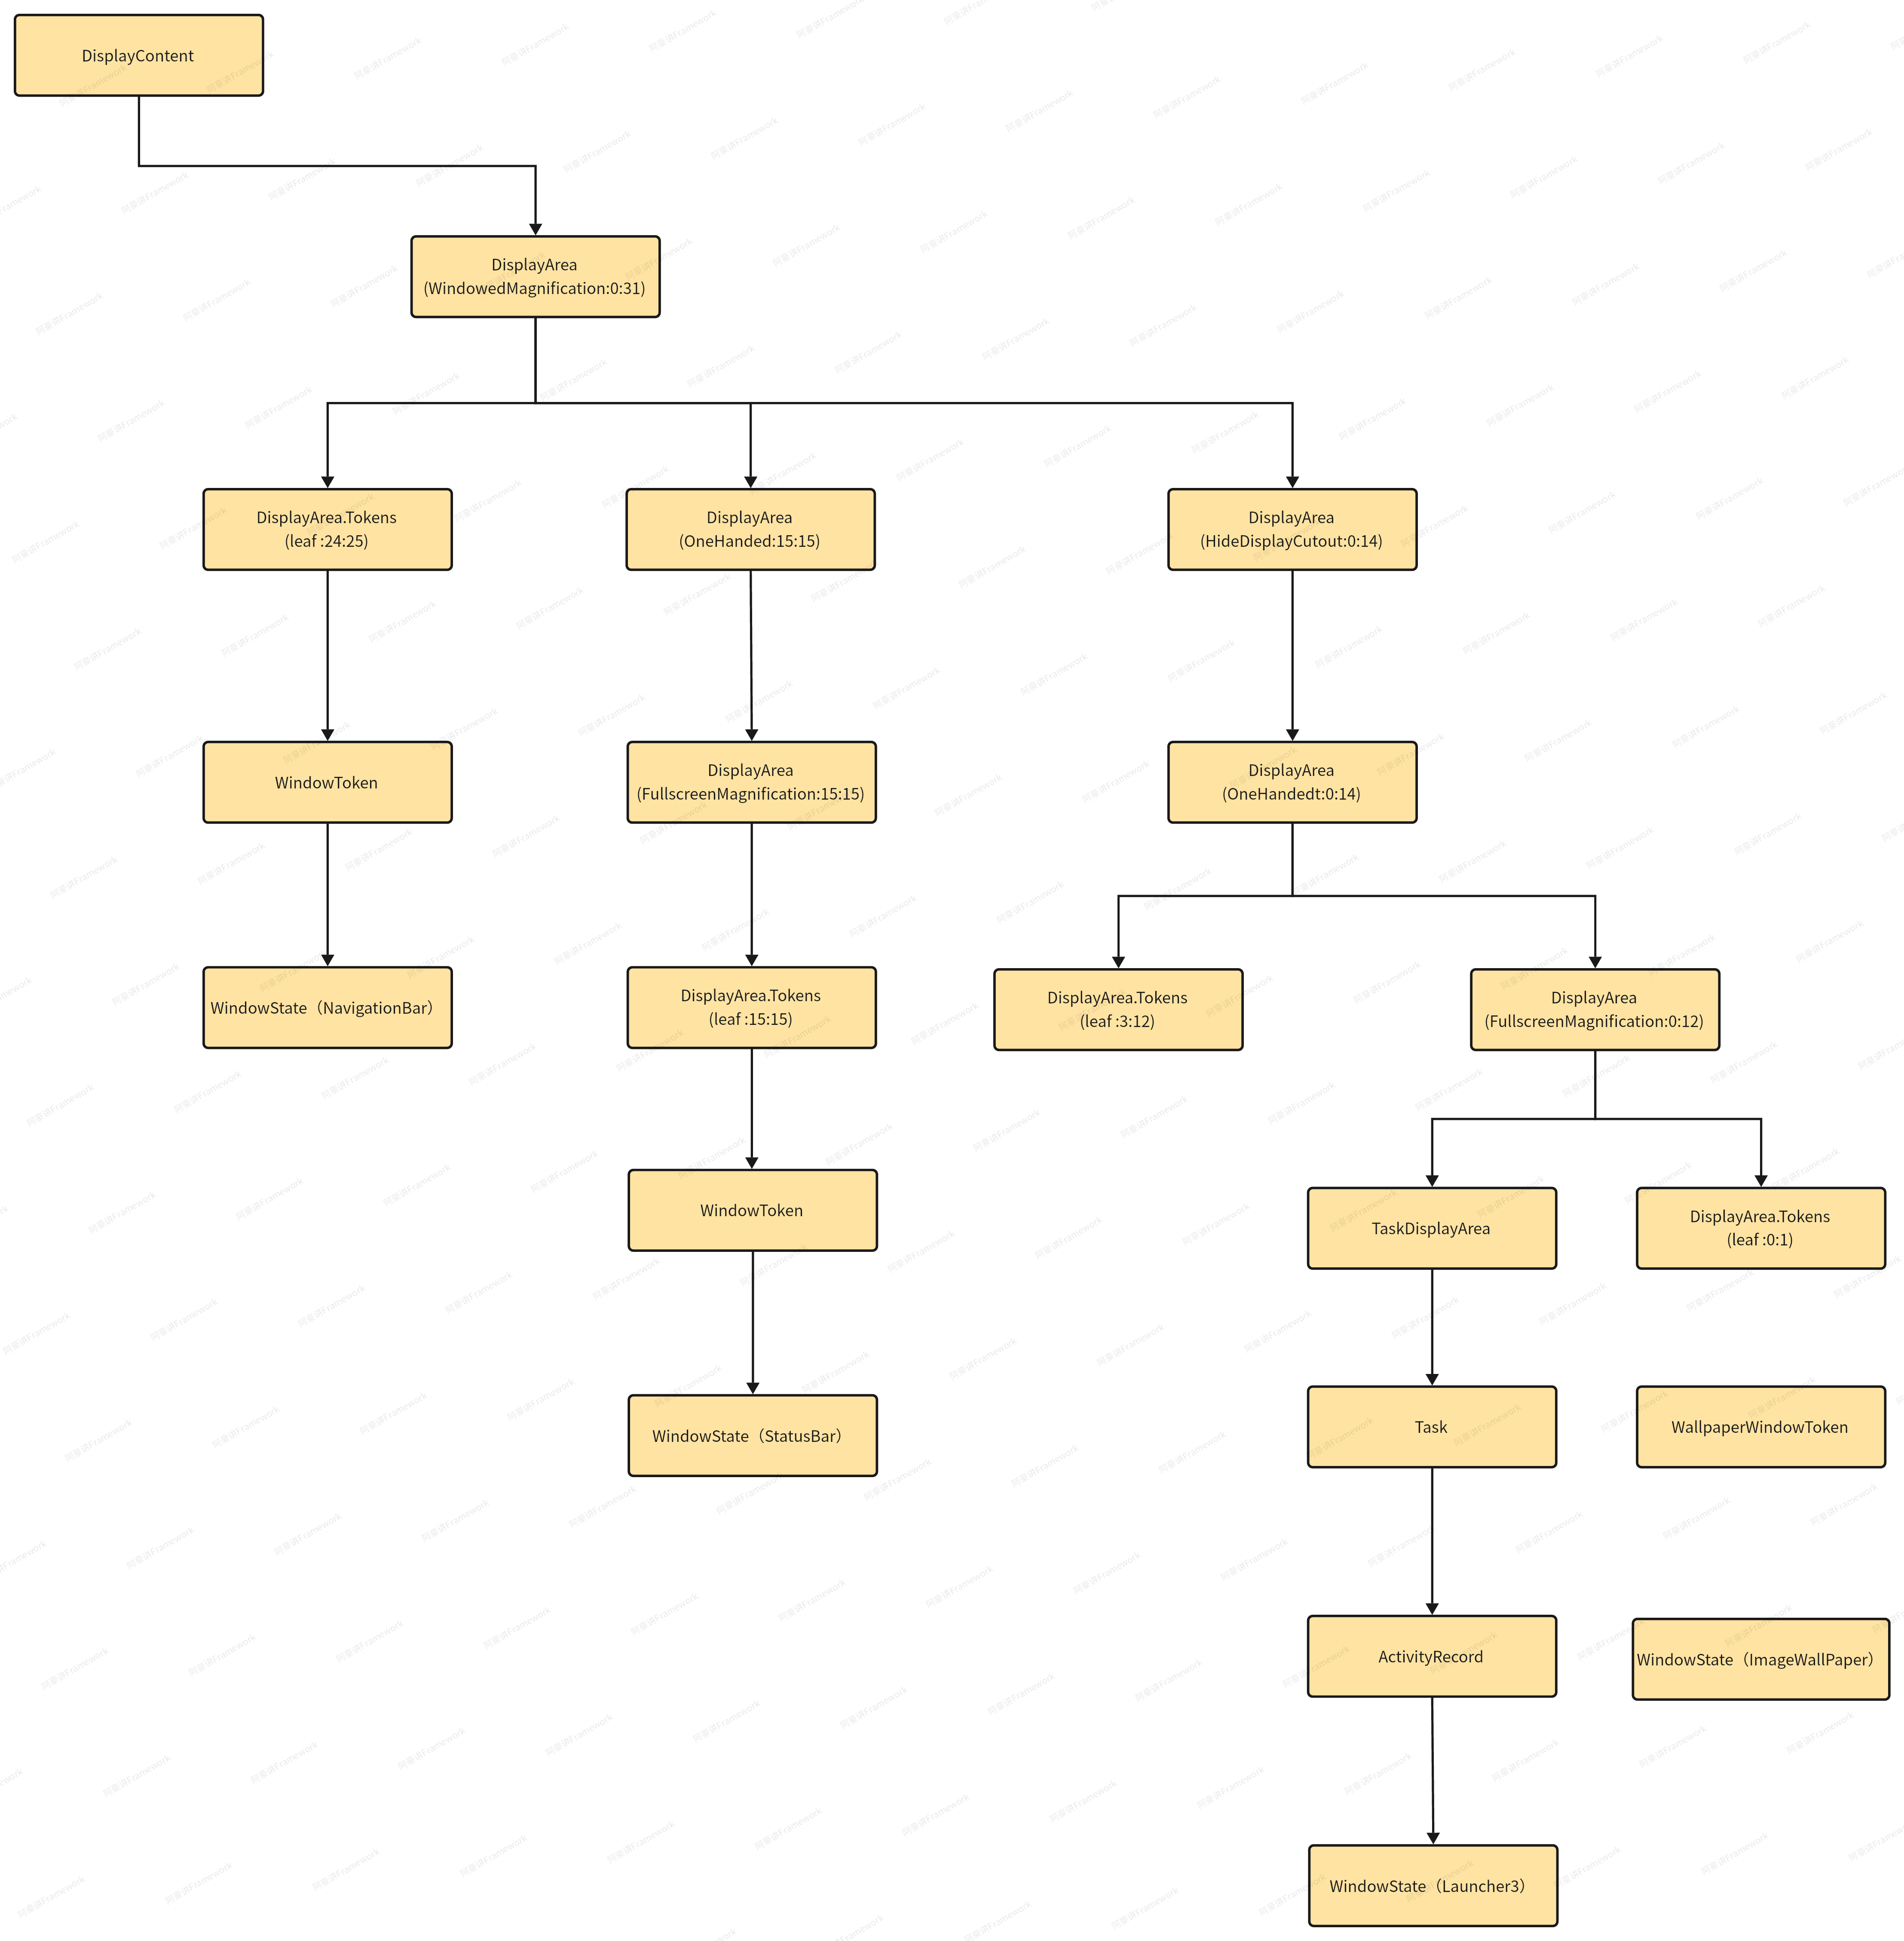 DisplayContent
DisplayArea
(WindowedMagnification:0:31)
DisplayArea.Tokens
(leaf :24:25)
DisplayArea
(OneHanded:15:15)
DisplayArea
(HideDisplayCutout:0:14)
WindowToken
DisplayArea
(FullscreenMagnification:15:15)
DisplayArea
(OneHandedt:0:14)
WindowState（NavigationBar）
DisplayArea.Tokens
(leaf :15:15)
DisplayArea.Tokens
(leaf :3:12)
DisplayArea
(FullscreenMagnification:0:12)
WindowToken
TaskDisplayArea
DisplayArea.Tokens
(leaf :0:1)
WindowState（StatusBar）
Task
WallpaperWindowToken
ActivityRecord
WindowState（ImageWallPaper）
WindowState（Launcher3）